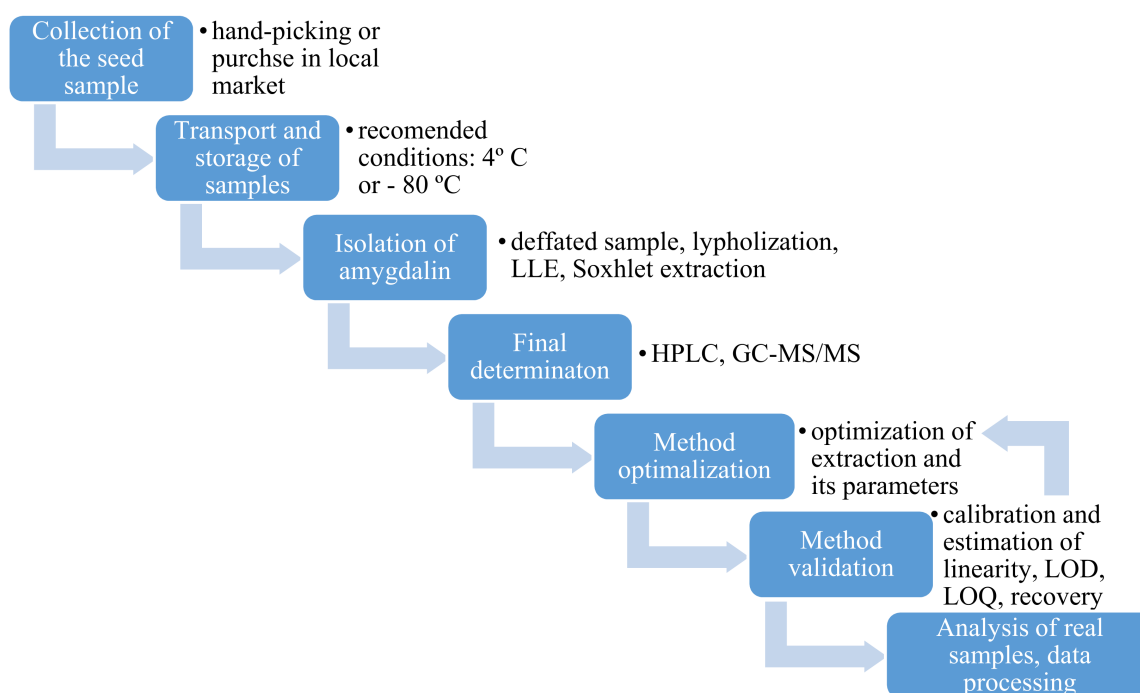 Collection of
the seed
sample
• hand-picking or
purchse in local
market
Transport and
storage of
samples
• recomended
conditions: 4º C
or - 80 ºC
Isolation of
amygdalin
• deffated sample, lypholization,
LLE, Soxhlet extraction
Final
determinaton
• HPLC, GC-MS/MS
Method
optimalization
• optimization of
extraction and
its parameters
Method
validation
• calibration and
estimation of
linearity, LOD,
LOQ, recovery
Analysis of real
samples, data
processing